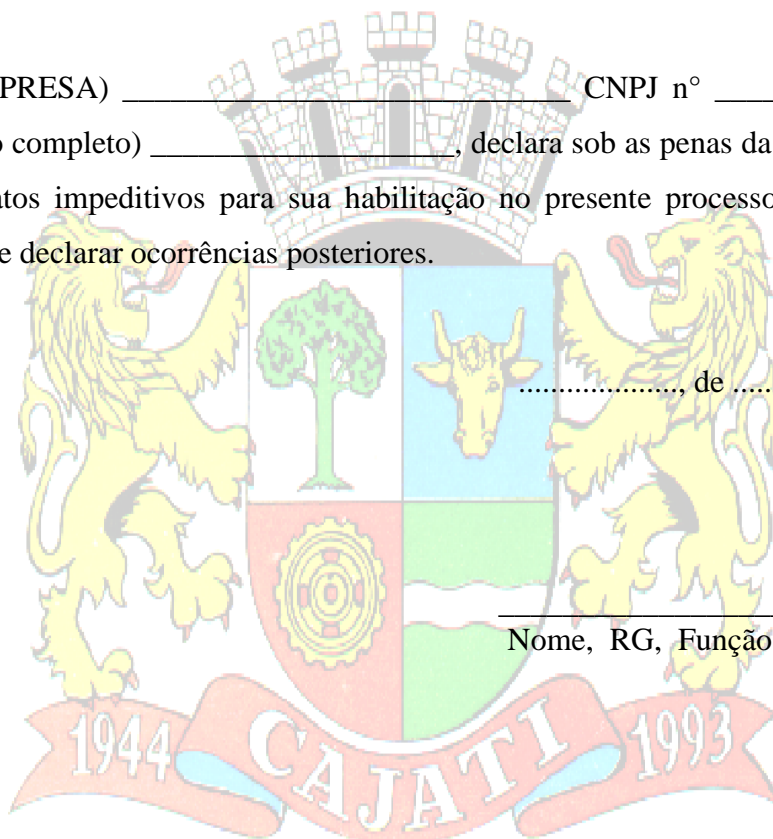 PRESA) ____________________________ CNPJ n° ____
o completo) ___________________, declara sob as penas da
atos impeditivos para sua habilitação no presente processo
e declarar ocorrências posteriores.
...................., de ......
_________________
Nome, RG, Função
1944 CAJATI 1993